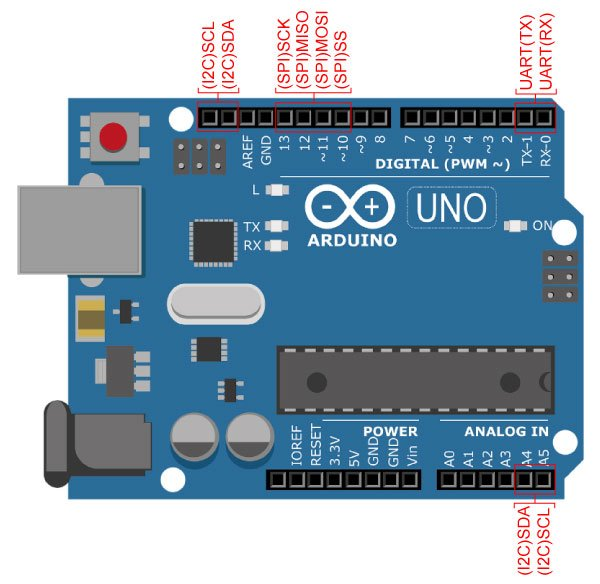 (I2C)SCL
(I2C)SDA
(SPI)SCK
(SPI)MISO
(SPI)MOSI
(SPI)SS
UART(TX)
UART(RX)
AREF
GND
13
12
~11
~10
~9
8
7
~6
~5
4
~3
2
TX-1
RX-0
DIGITAL (PWM ~)
L
TX
RX
ARDUINO
UNO
ON
POWER
ANALOG IN
IOREF
RESET
3.3V
5V
GND
GND
Vin
A0
A1
A2
A3
A4
A5
(I2C)SDA
(I2C)SCL